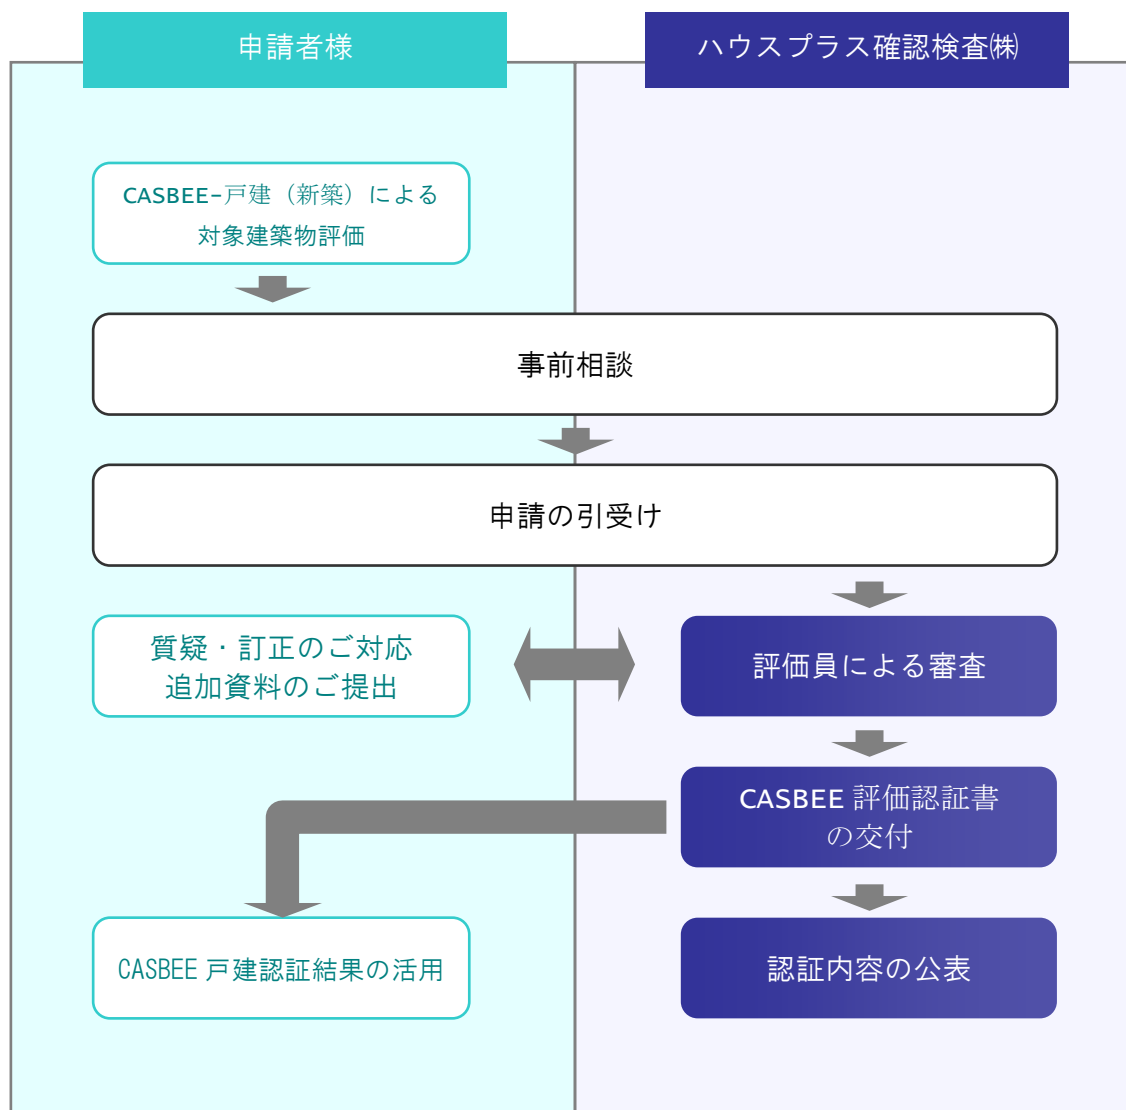 申請者様
ハウスプラス確認検査㈱
CASBEE-戸建（新築）による
対象建築物評価
事前相談
申請の引受け
質疑・訂正のご対応
追加資料のご提出
評価員による審査
CASBEE 評価認証書
の交付
CASBEE 戸建認証結果の活用
認証内容の公表